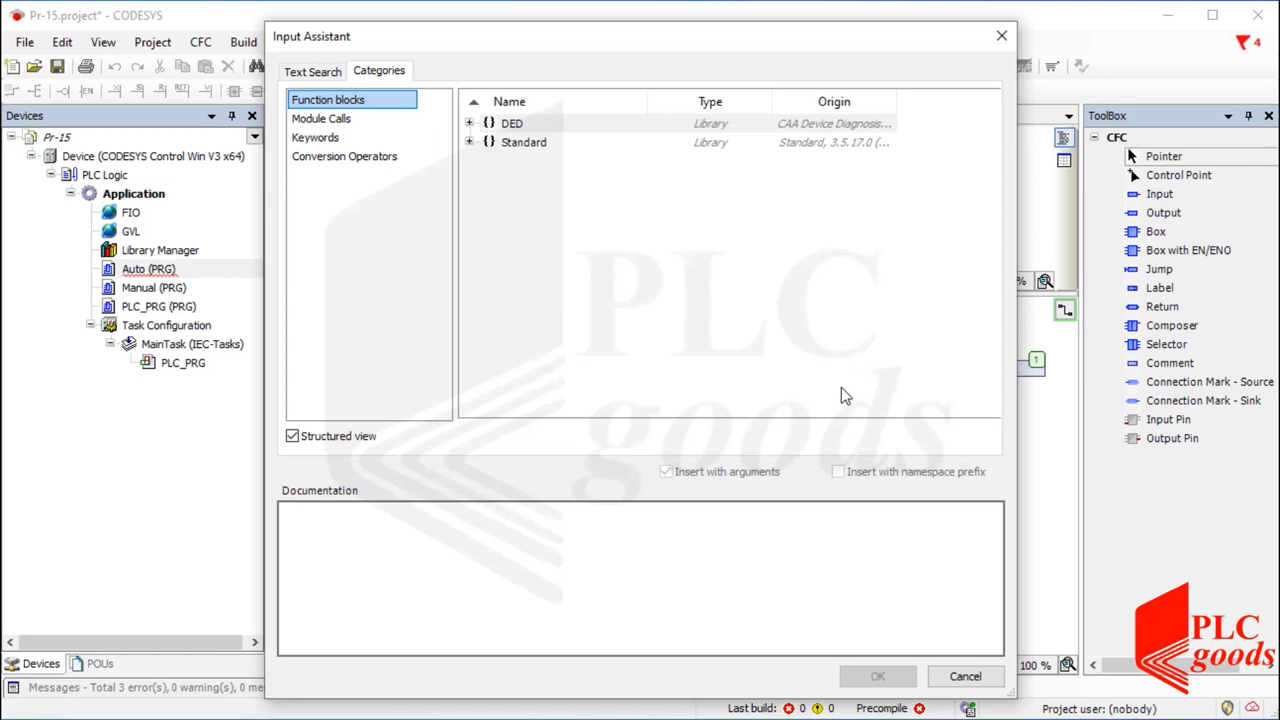 Pr-15.project* - CODESYS
File Edit View Project CFC Build
4
Input Assistant
Text Search Categories
Function blocks
Module Calls
Keywords
Conversion Operators
Name Type Origin
DED Library CAA Device Diagnosis...
Standard Library Standard, 3.5.17.0 (...
Structured view
Insert with arguments Insert with namespace prefix
Documentation
OK Cancel
Devices
Pr-15
Device (CODESYS Control Win V3 x64)
PLC Logic
Application
FIO
GVL
Library Manager
Auto (PRG)
Manual (PRG)
PLC_PRG (PRG)
Task Configuration
MainTask (IEC-Tasks)
PLC_PRG
Devices POUs
%
1
100 %
ToolBox
CFC
Pointer
Control Point
Input
Output
Box
Box with EN/ENO
Jump
Label
Return
Composer
Selector
Comment
Connection Mark - Source
Connection Mark - Sink
Input Pin
Output Pin
PLC
goods
PLC
goods
Messages - Total 3 error(s), 0 warning(s), 0 me
Last build: 0 0 Precompile Project user: (nobody)